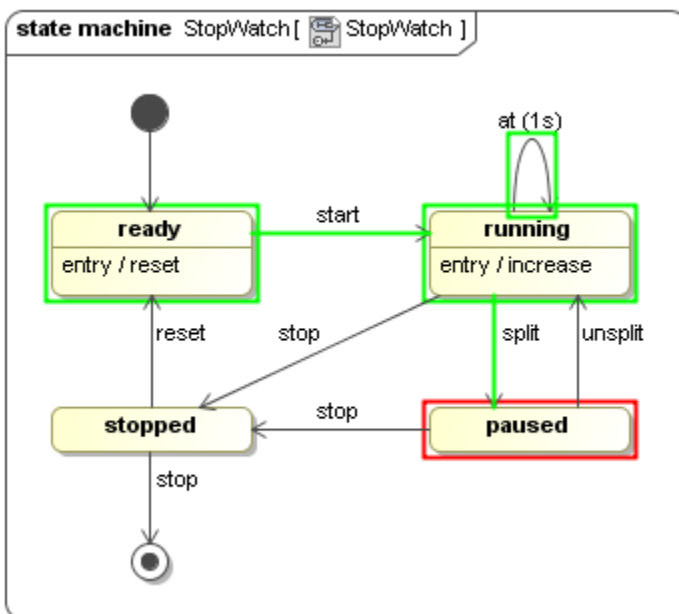 state machine StopWatch [ StopWatch ]
at (1s)
ready
start
running
entry / reset
entry / increase
reset
stop
split
unsplit
stopped
stop
paused
stop